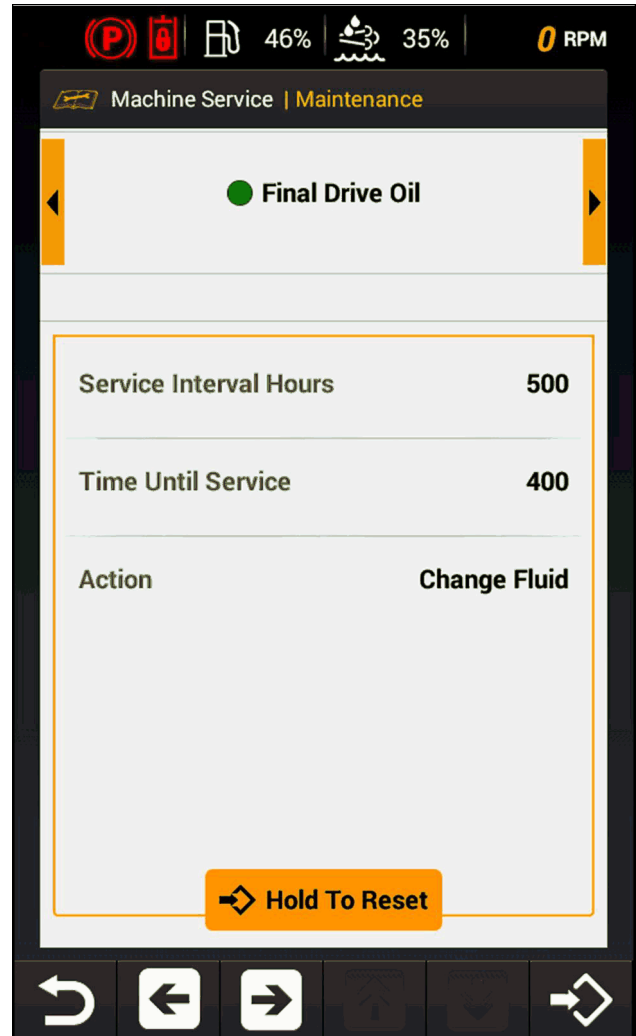 P 46% 35% 0 RPM
Machine Service | Maintenance
Final Drive Oil
Service Interval Hours 500
Time Until Service 400
Action Change Fluid
Hold To Reset